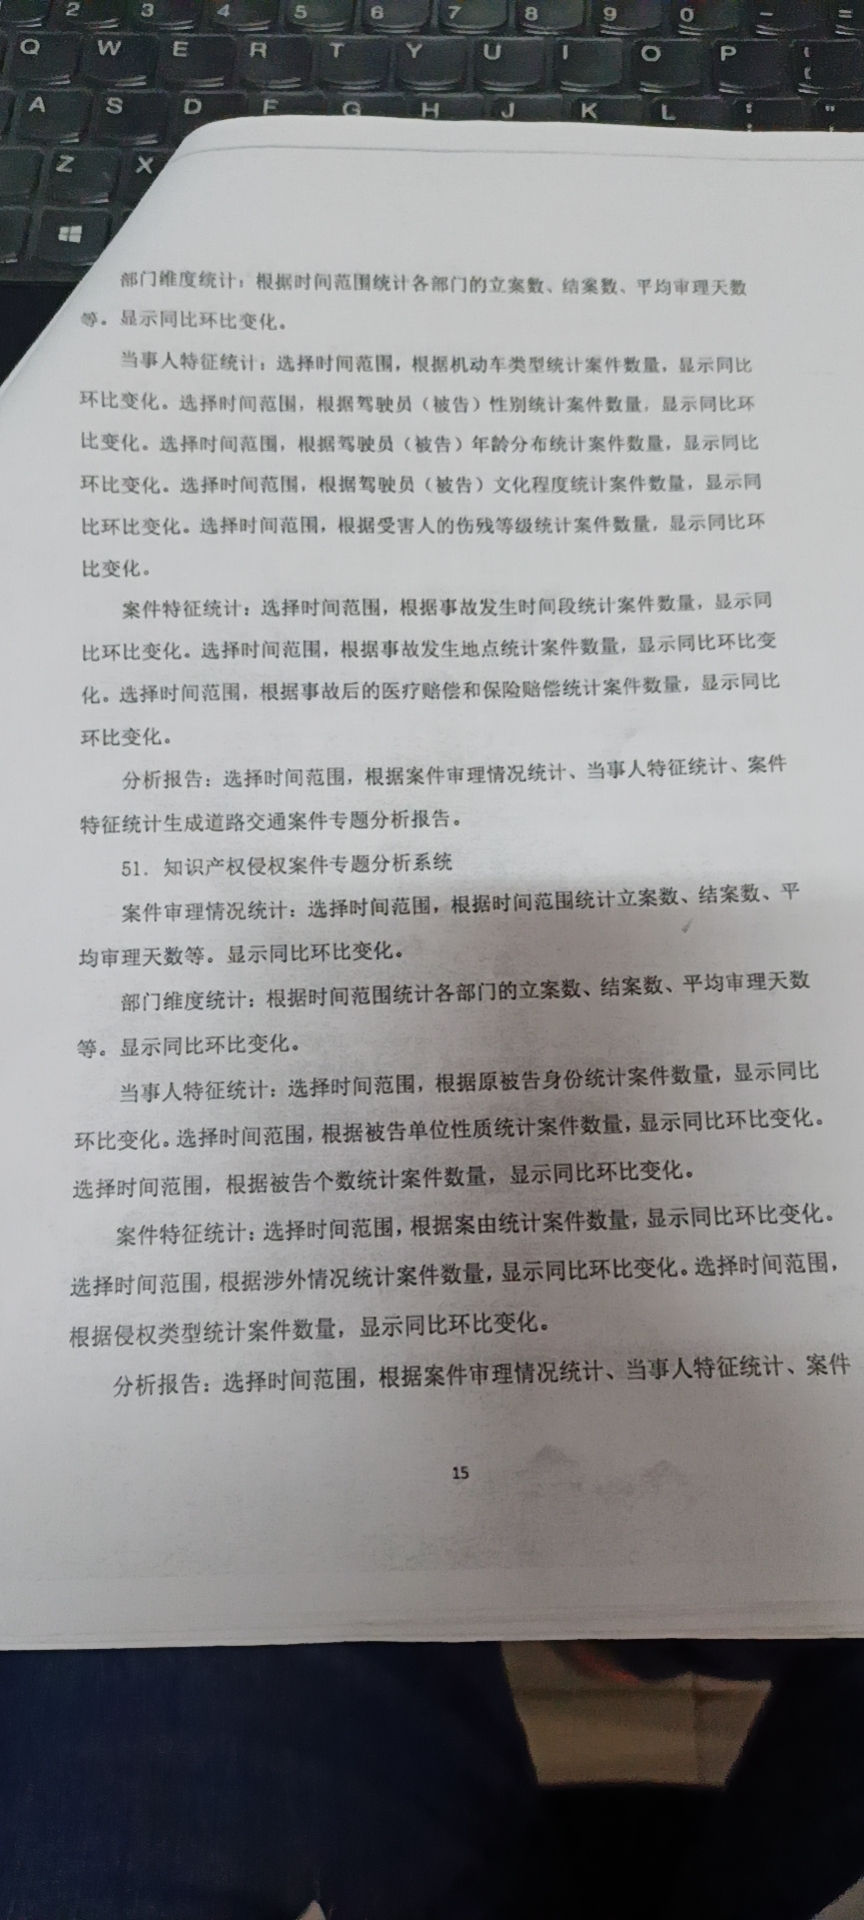 2 3 4 5 6 7 8 9 0 - =
Q W E R T Y U I O P
A S D F G H J K L
Z X
部门维度统计：根据时间范围统计各部门的立案数、结案数、平均审理天数
等。显示同比环比变化。
当事人特征统计：选择时间范围，根据机动车类型统计案件数量，显示同比
环比变化。选择时间范围，根据驾驶员（被告）性别统计案件数量，显示同比环
比变化。选择时间范围，根据驾驶员（被告）年龄分布统计案件数量，显示同比
环比变化。选择时间范围，根据驾驶员（被告）文化程度统计案件数量，显示同
比环比变化。选择时间范围，根据受害人的伤残等级统计案件数量，显示同比环
比变化。
案件特征统计：选择时间范围，根据事故发生时间段统计案件数量，显示同
比环比变化。选择时间范围，根据事故发生地点统计案件数量，显示同比环比变
化。选择时间范围，根据事故后的医疗赔偿和保险赔偿统计案件数量，显示同比
环比变化。
分析报告：选择时间范围，根据案件审理情况统计、当事人特征统计、案件
特征统计生成道路交通案件专题分析报告。
51. 知识产权侵权案件专题分析系统
案件审理情况统计：选择时间范围，根据时间范围统计立案数、结案数、平
均审理天数等。显示同比环比变化。
部门维度统计：根据时间范围统计各部门的立案数、结案数、平均审理天数
等。显示同比环比变化。
当事人特征统计：选择时间范围，根据原被告身份统计案件数量，显示同比
环比变化。选择时间范围，根据被告单位性质统计案件数量，显示同比环比变化。
选择时间范围，根据被告个数统计案件数量，显示同比环比变化。
案件特征统计：选择时间范围，根据案由统计案件数量，显示同比环比变化。
选择时间范围，根据涉外情况统计案件数量，显示同比环比变化。选择时间范围，
根据侵权类型统计案件数量，显示同比环比变化。
分析报告：选择时间范围，根据案件审理情况统计、当事人特征统计、案件
15